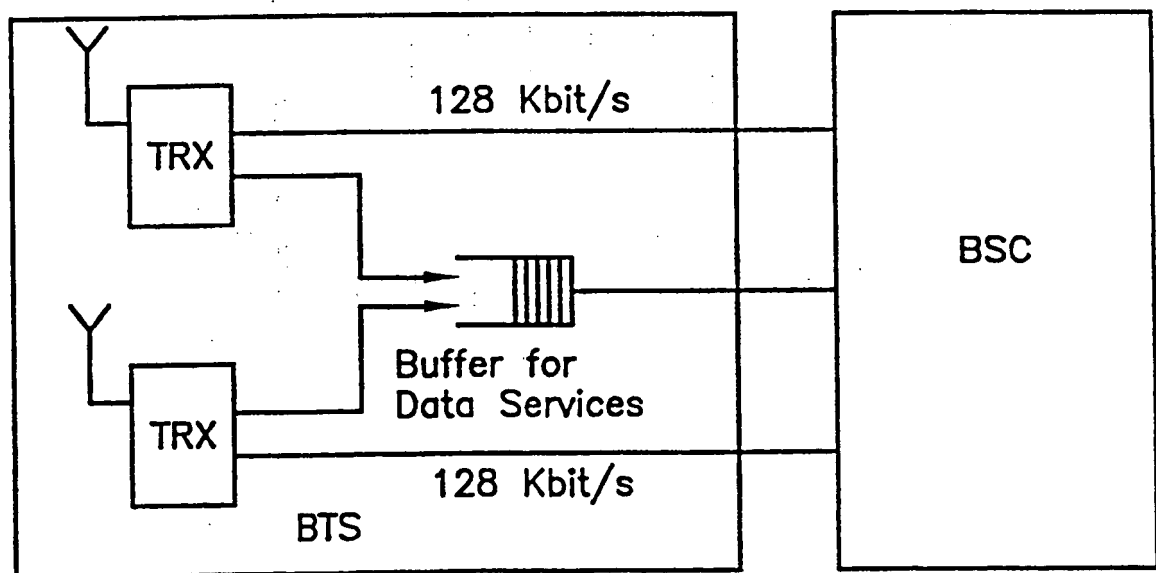 128 Kbit/s
TRX
BSC
Buffer for
Data Services
TRX
128 Kbit/s
BTS